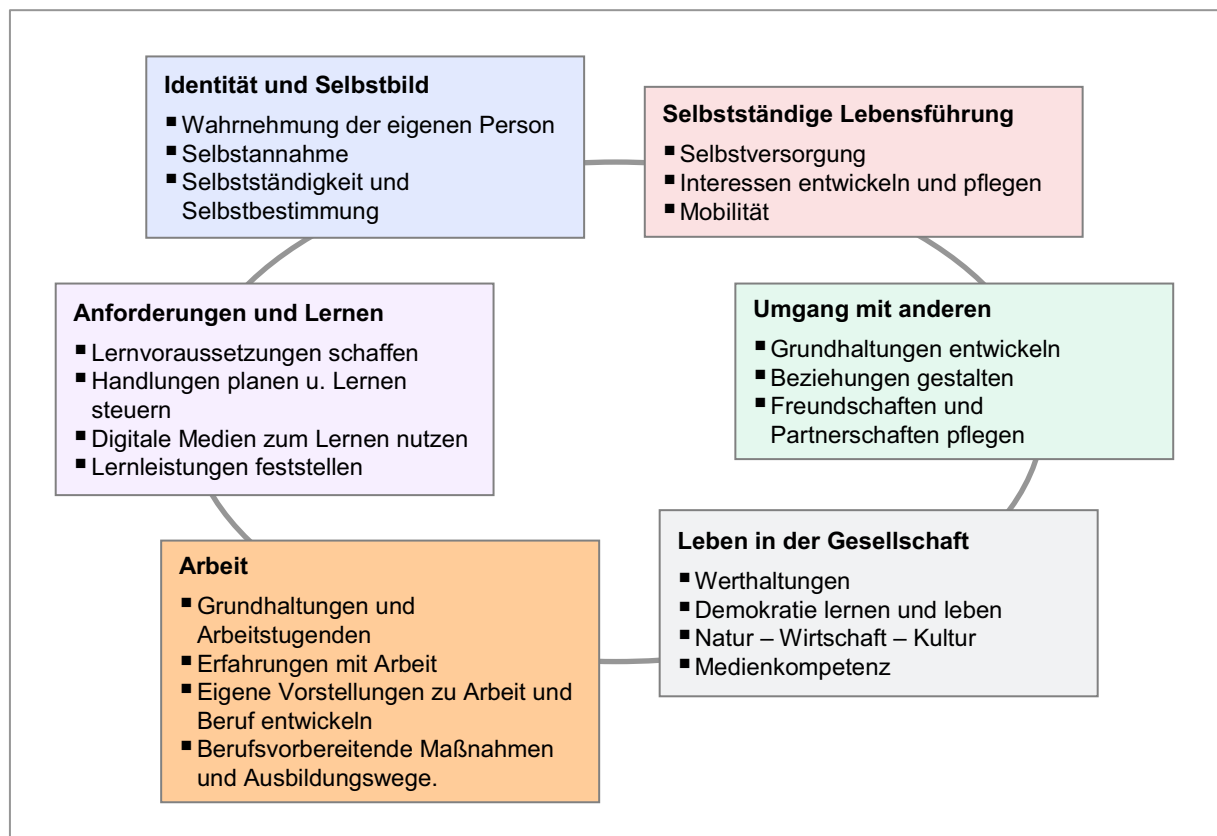 Identität und Selbstbild
▪ Wahrnehmung der eigenen Person
▪ Selbstannahme
▪ Selbstständigkeit und
Selbstbestimmung
Selbstständige Lebensführung
▪ Selbstversorgung
▪ Interessen entwickeln und pflegen
▪ Mobilität
Anforderungen und Lernen
▪ Lernvoraussetzungen schaffen
▪ Handlungen planen u. Lernen
steuern
▪ Digitale Medien zum Lernen nutzen
▪ Lernleistungen feststellen
Umgang mit anderen
▪ Grundhaltungen entwickeln
▪ Beziehungen gestalten
▪ Freundschaften und
Partnerschaften pflegen
Arbeit
▪ Grundhaltungen und
Arbeitstugenden
▪ Erfahrungen mit Arbeit
▪ Eigene Vorstellungen zu Arbeit und
Beruf entwickeln
▪ Berufsvorbereitende Maßnahmen
und Ausbildungswege.
Leben in der Gesellschaft
▪ Werthaltungen
▪ Demokratie lernen und leben
▪ Natur – Wirtschaft – Kultur
▪ Medienkompetenz